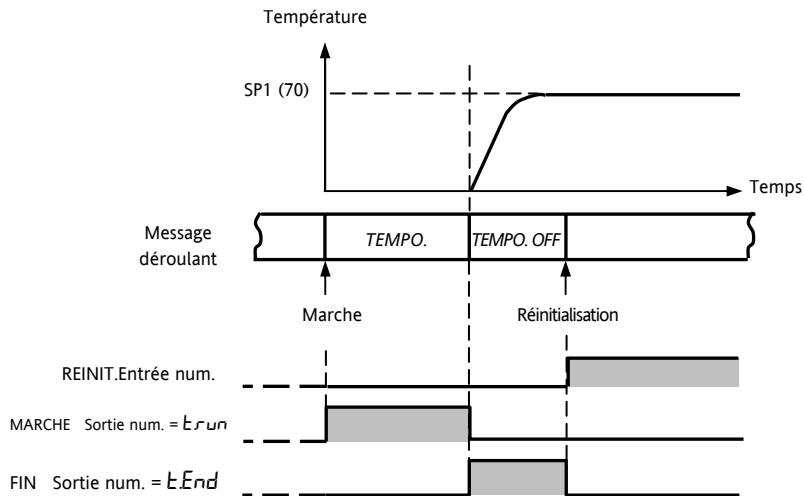 Température
SP1 (70)
Temps
Message
déroulant
TEMPO.
TEMPO. OFF
Marche
Réinitialisation
REINIT.Entrée num.
MARCHE Sortie num. = t.run
FIN Sortie num. = t.End